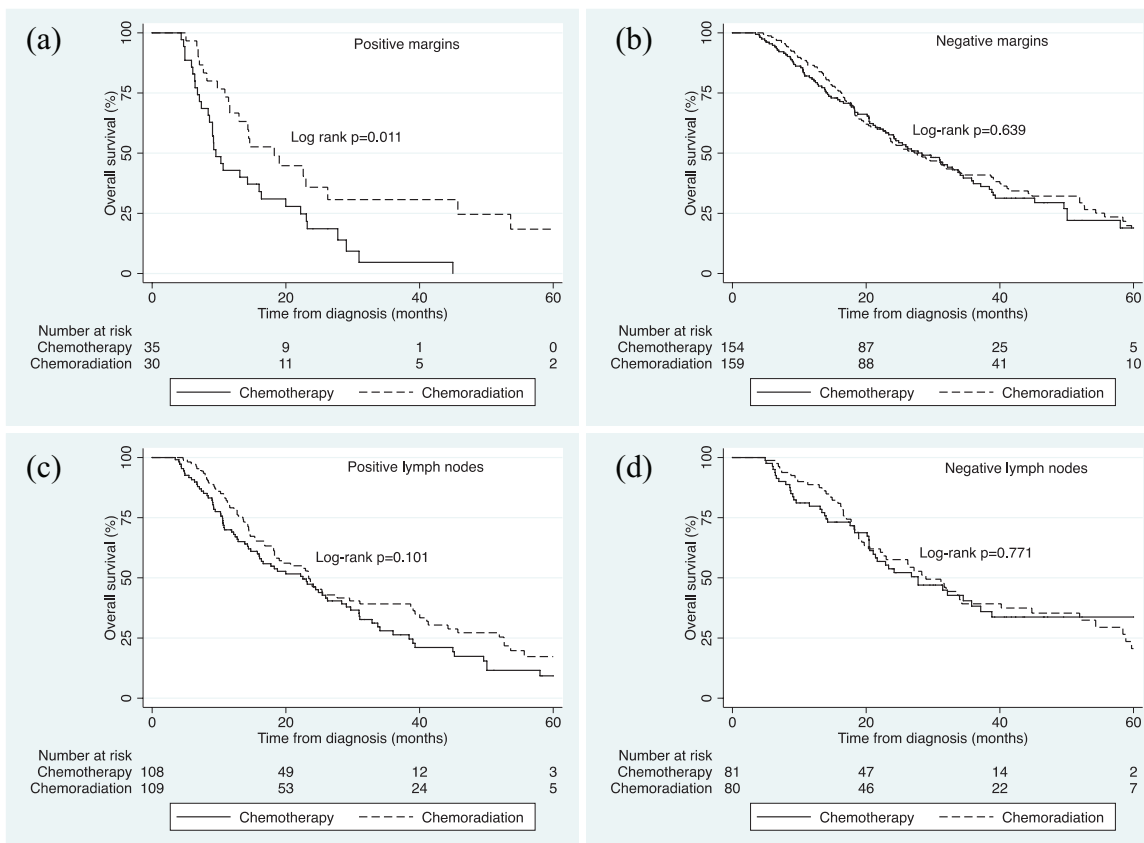 (a)
Positive margins
Log rank p=0.011
Overall survival (%)
100
75
50
25
0
0 20 40 60
Time from diagnosis (months)
Number at risk
Chemotherapy 35 9 1 0
Chemoradiation 30 11 5 2
Chemotherapy Chemoradiation
(b)
Negative margins
Log-rank p=0.639
Overall survival (%)
100
75
50
25
0
0 20 40 60
Time from diagnosis (months)
Number at risk
Chemotherapy 154 87 25 5
Chemoradiation 159 88 41 10
Chemotherapy Chemoradiation
(c)
Positive lymph nodes
Log-rank p=0.101
Overall survival (%)
100
75
50
25
0
0 20 40 60
Time from diagnosis (months)
Number at risk
Chemotherapy 108 49 12 3
Chemoradiation 109 53 24 5
Chemotherapy Chemoradiation
(d)
Negative lymph nodes
Log-rank p=0.771
Overall survival (%)
100
75
50
25
0
0 20 40 60
Time from diagnosis (months)
Number at risk
Chemotherapy 81 47 14 2
Chemoradiation 80 46 22 7
Chemotherapy Chemoradiation